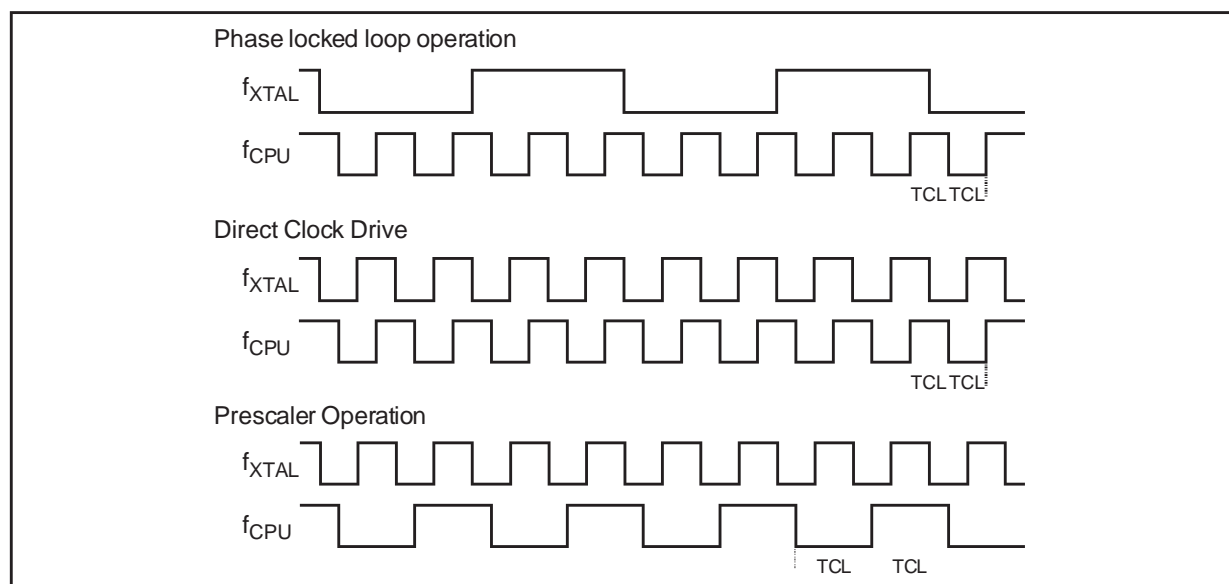 Phase locked loop operation
fXTAL
fCPU
TCL TCL
Direct Clock Drive
fXTAL
fCPU
TCL TCL
Prescaler Operation
fXTAL
fCPU
TCL TCL